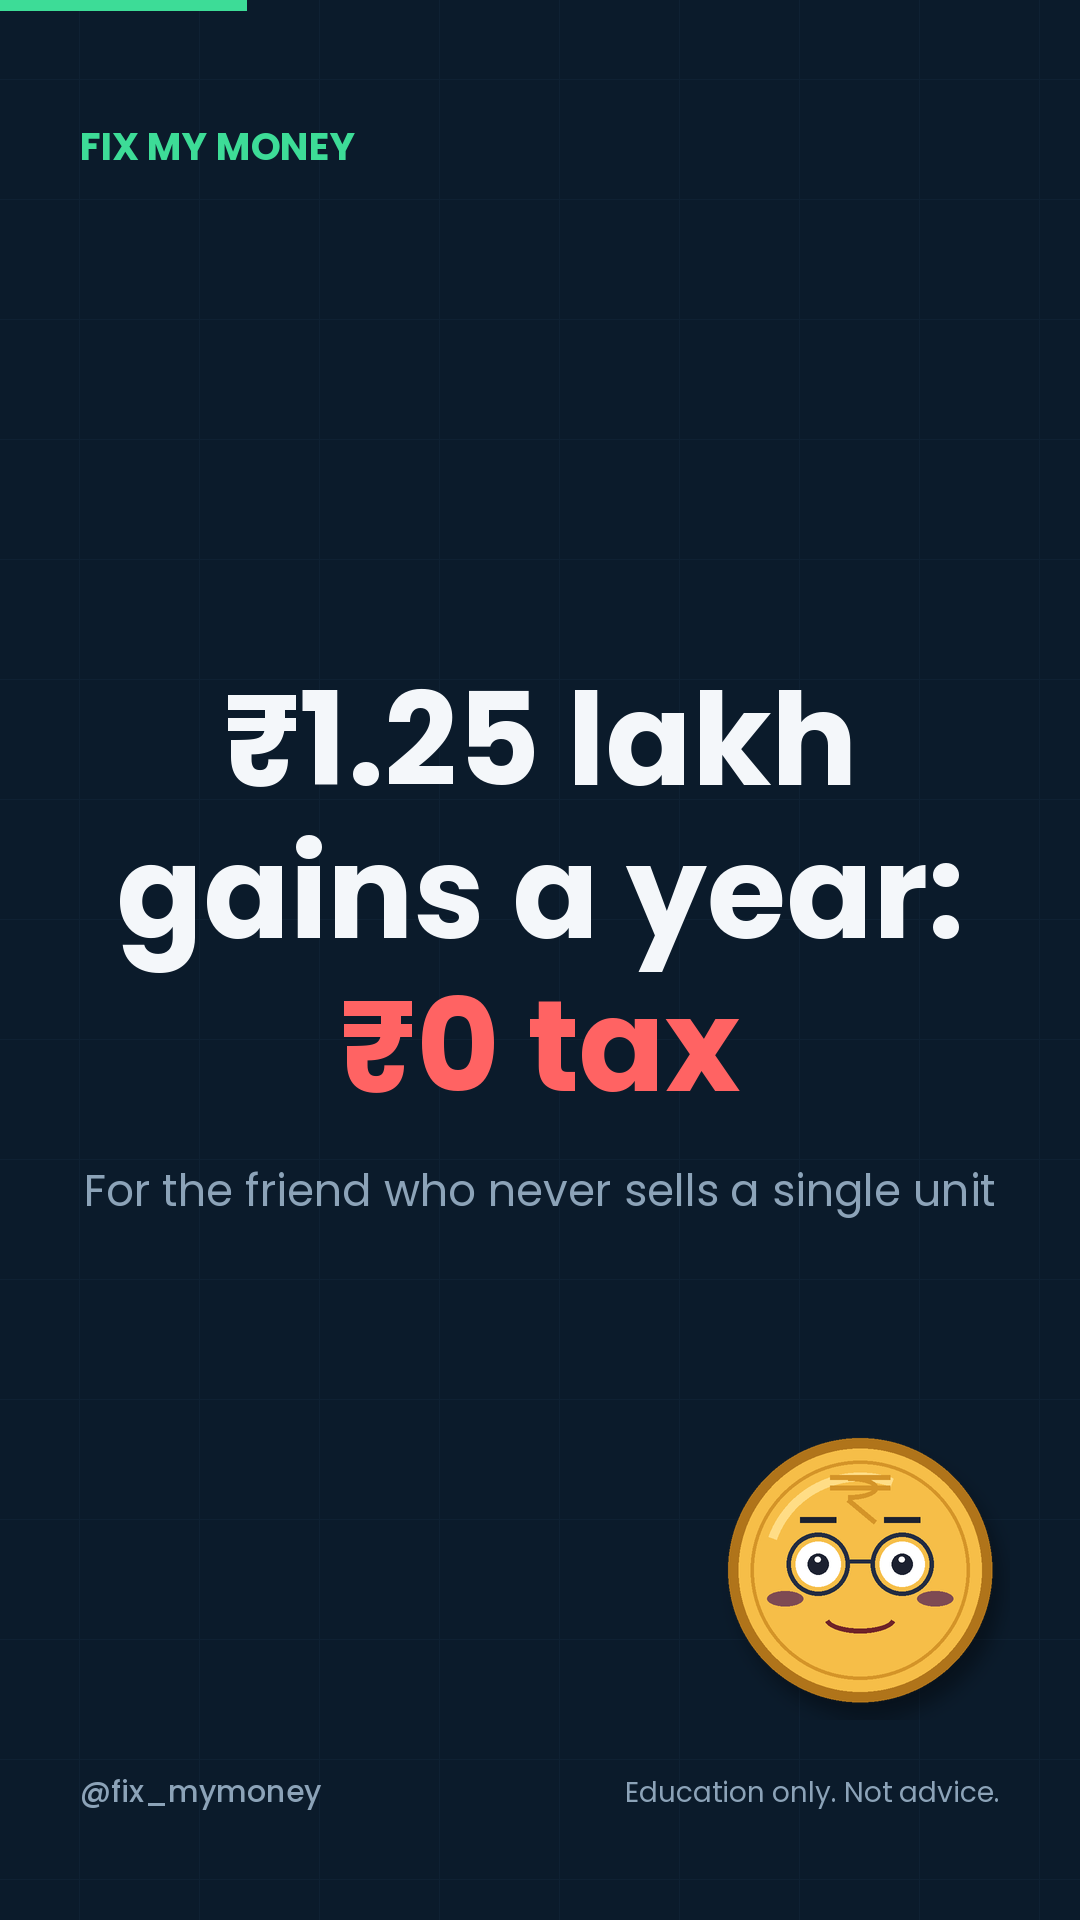 FIX MY MONEY
₹1.25 lakh
gains a year:
₹0 tax
For the friend who never sells a single unit
₹
@fix_mymoney
Education only. Not advice.